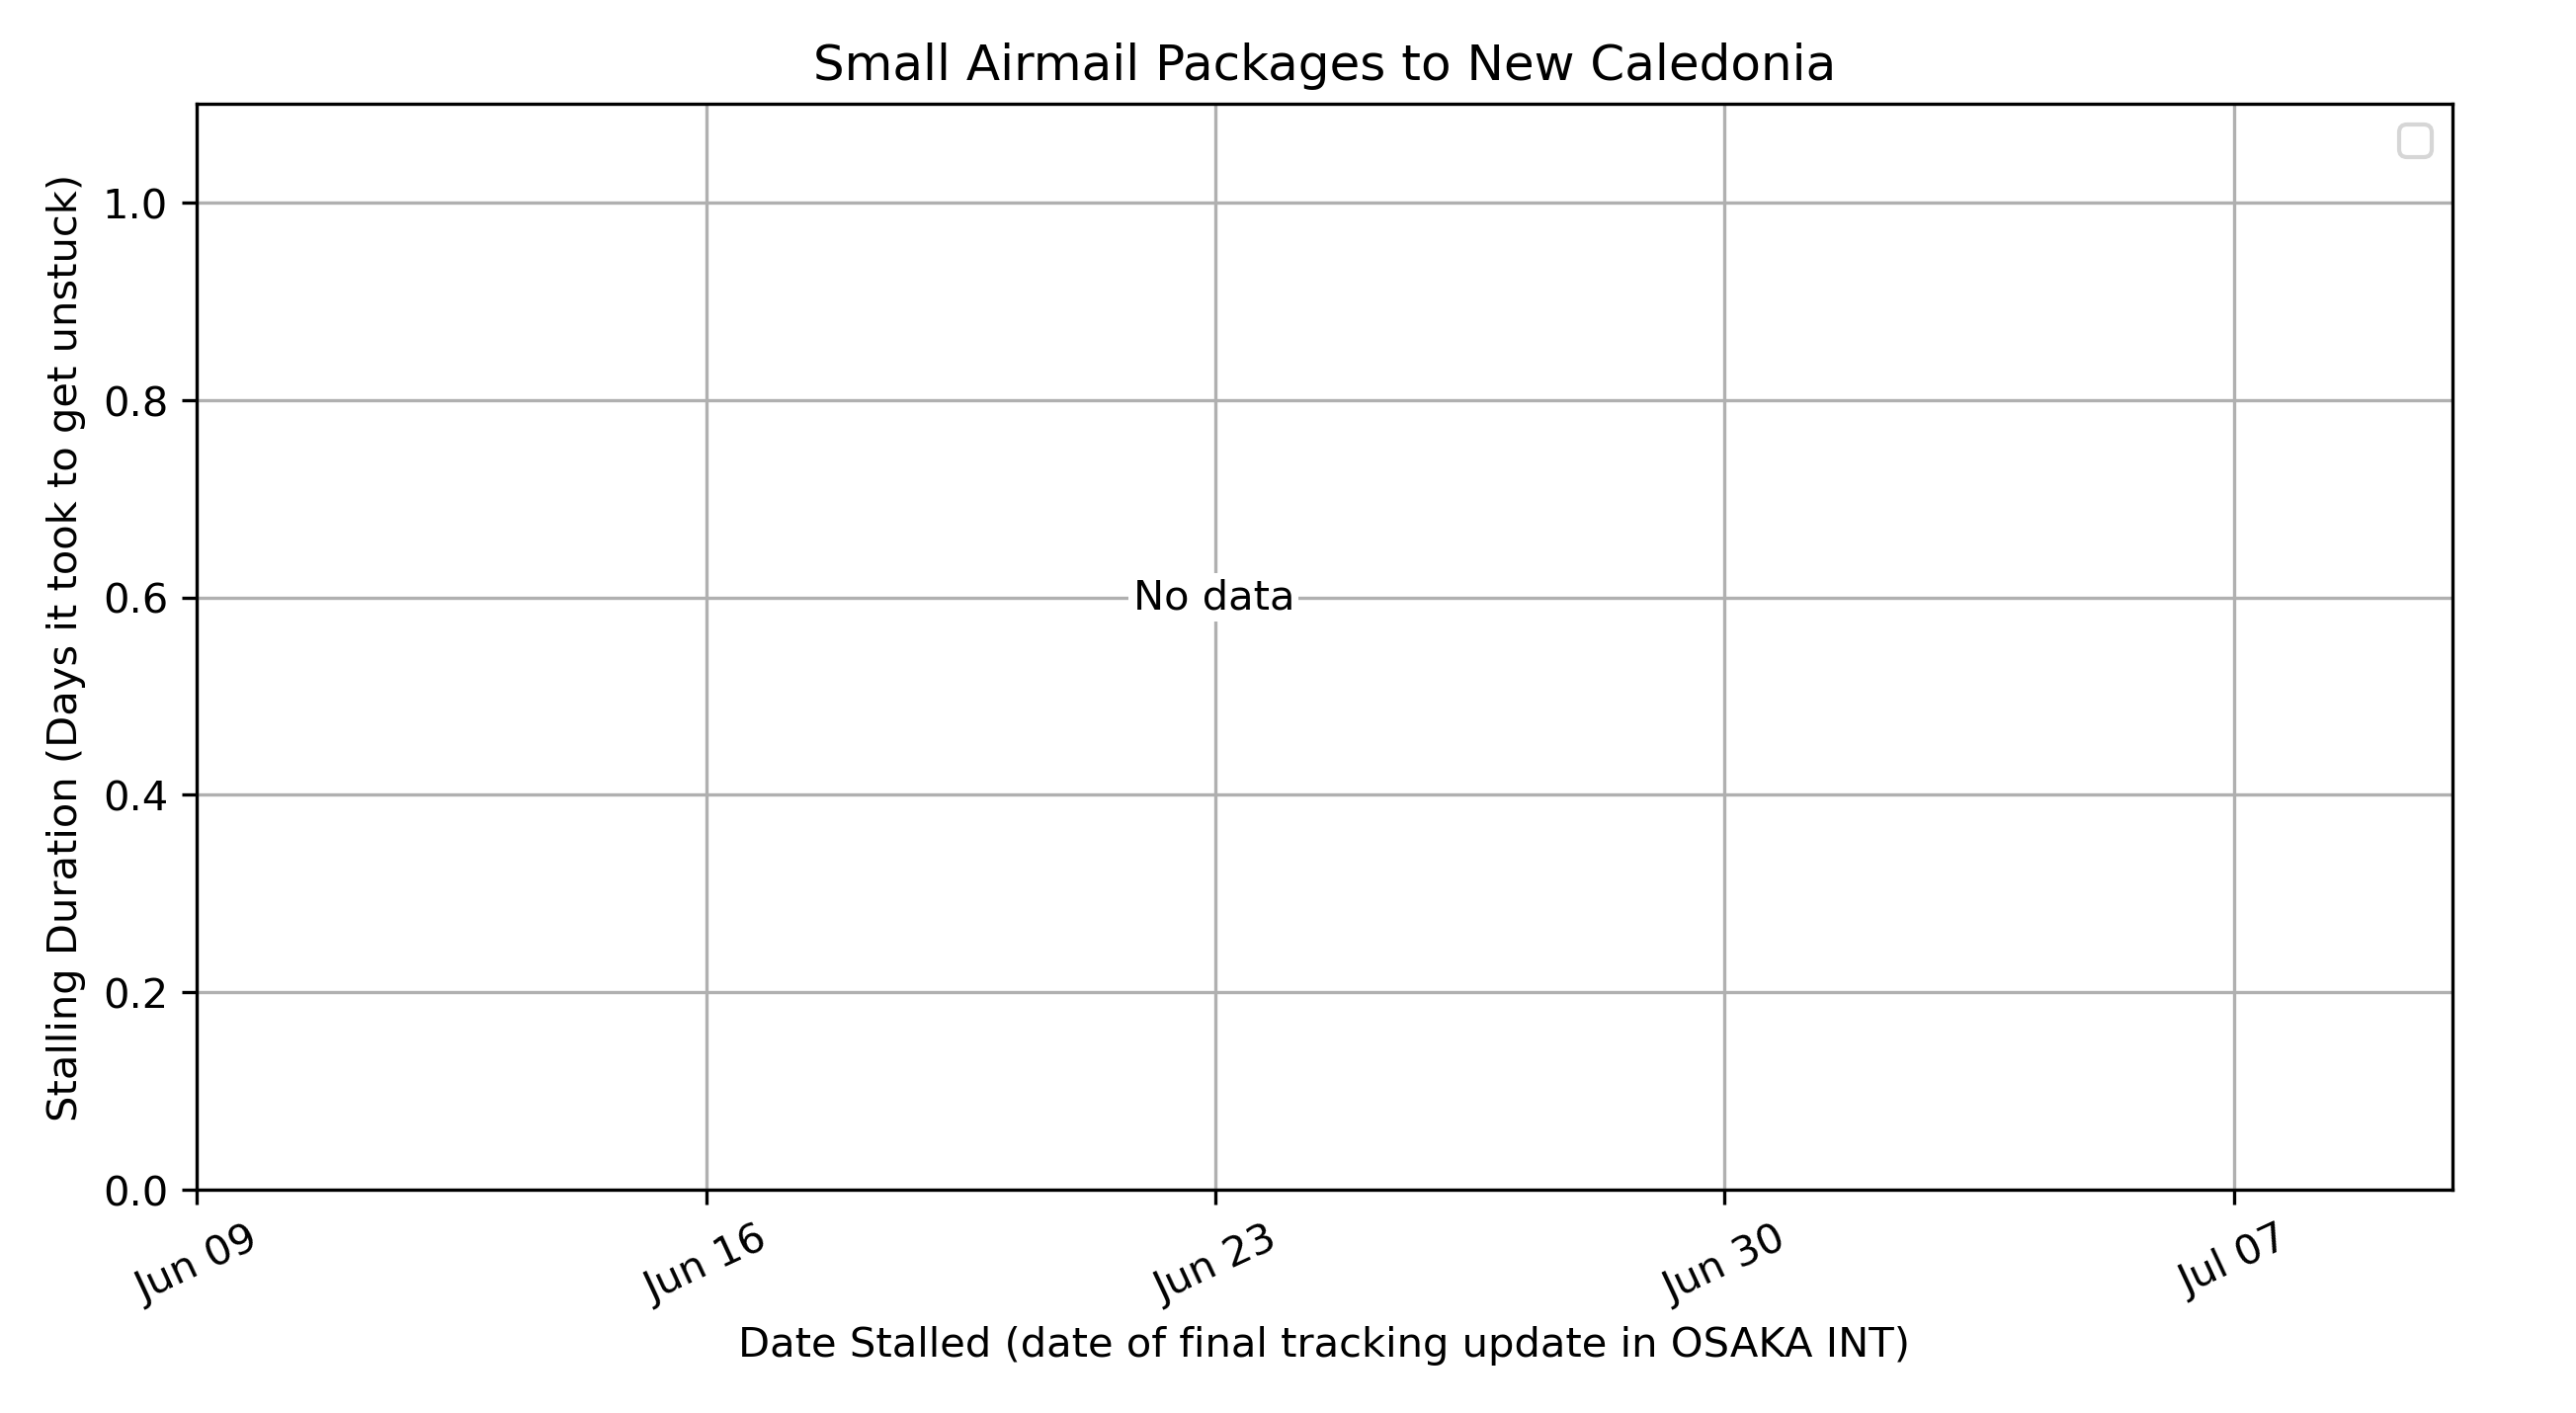 Small Airmail Packages to New Caledonia
Stalling Duration (Days it took to get unstuck)
1.0
0.8
0.6
0.4
0.2
0.0
No data
Jun 09
Jun 16
Jun 23
Jun 30
Jul 07
Date Stalled (date of final tracking update in OSAKA INT)